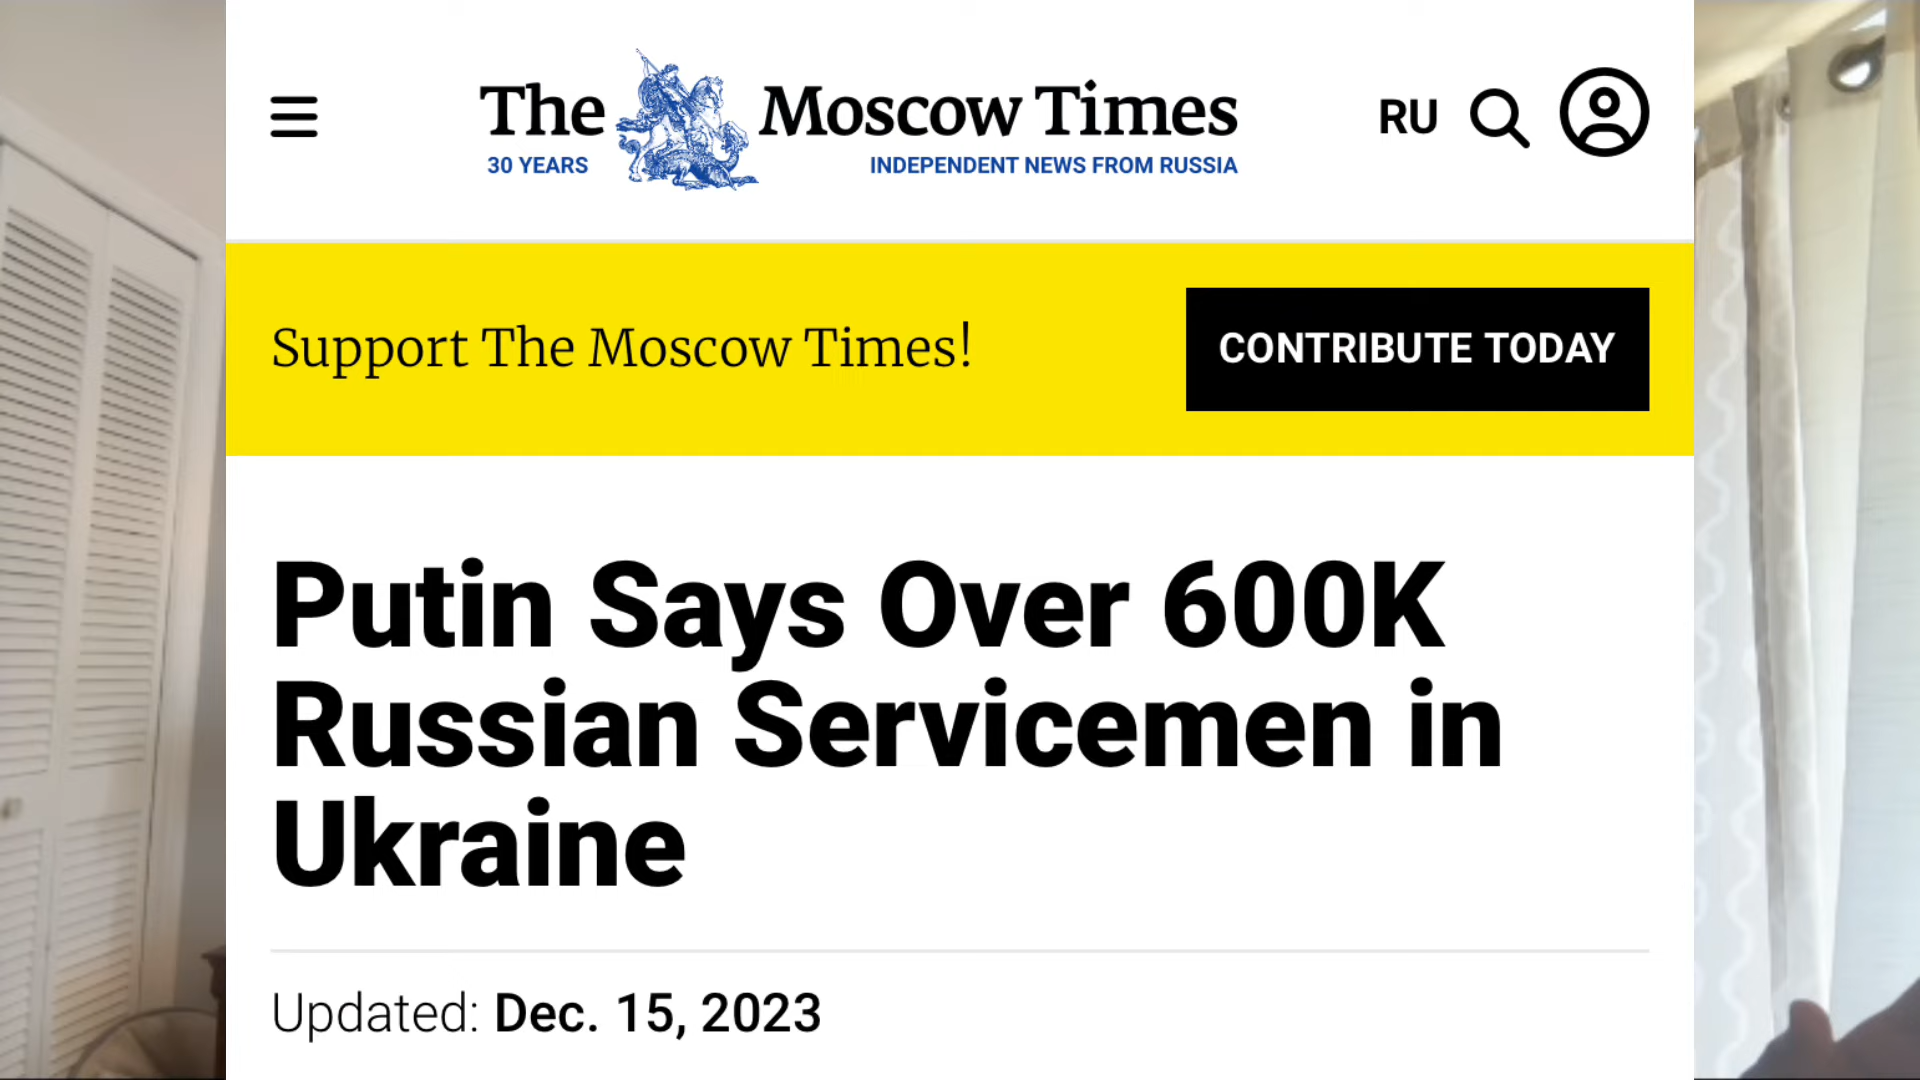 The Moscow Times
30 YEARS INDEPENDENT NEWS FROM RUSSIA
RU
Support The Moscow Times!
CONTRIBUTE TODAY
Putin Says Over 600K
Russian Servicemen in
Ukraine
Updated: Dec. 15, 2023